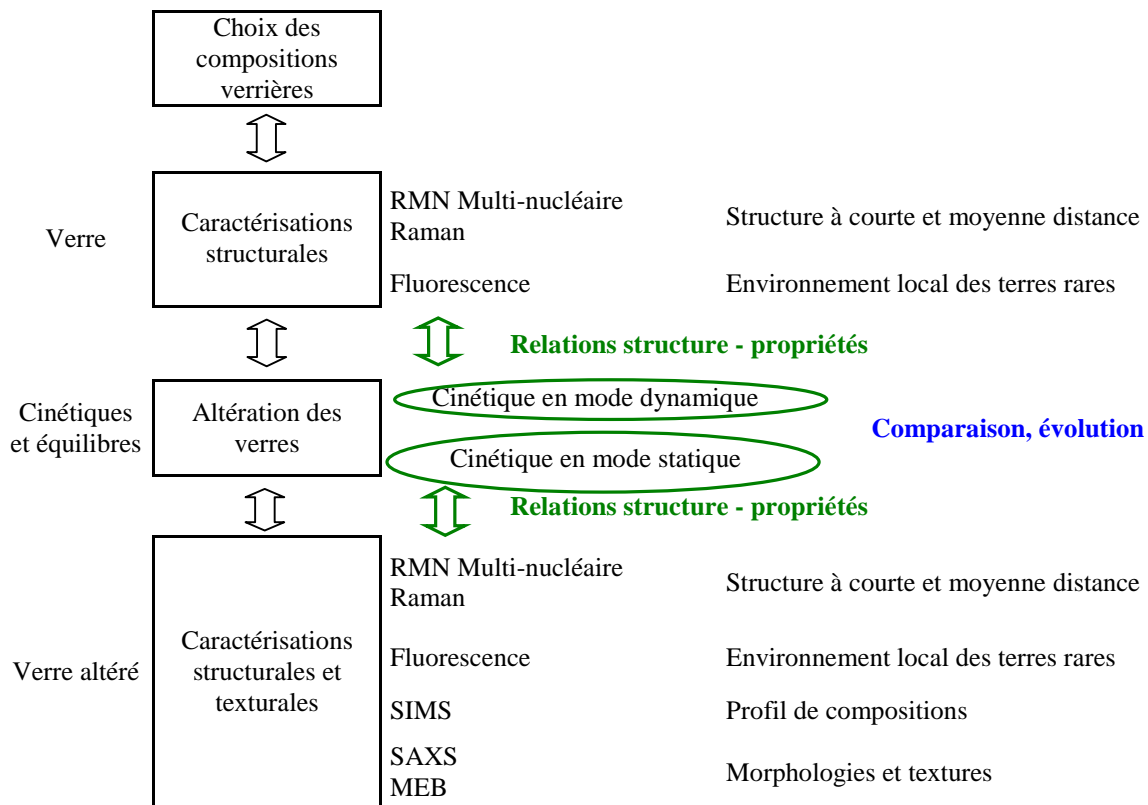 Choix des
compositions
verrières
Verre
Caractérisations
structurales
RMN Multi-nucléaire
Raman
Structure à courte et moyenne distance
Fluorescence
Environnement local des terres rares
Relations structure - propriétés
Cinétiques
et équilibres
Altération des
verres
Cinétique en mode dynamique
Cinétique en mode statique
Comparaison, évolution
Relations structure - propriétés
Verre altéré
Caractérisations
structurales et
texturales
RMN Multi-nucléaire
Raman
Structure à courte et moyenne distance
Fluorescence
Environnement local des terres rares
SIMS
Profil de compositions
SAXS
MEB
Morphologies et textures